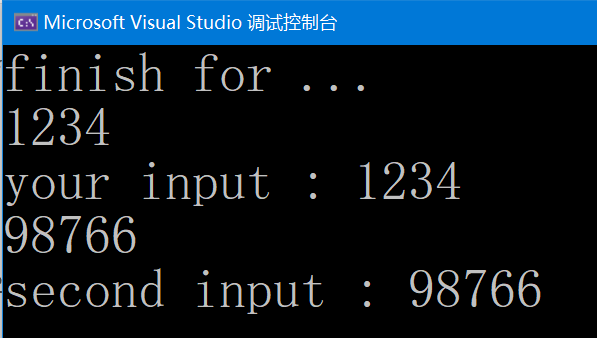 Microsoft Visual Studio 调试控制台
finish for ...
1234
your input : 1234
98766
second input : 98766